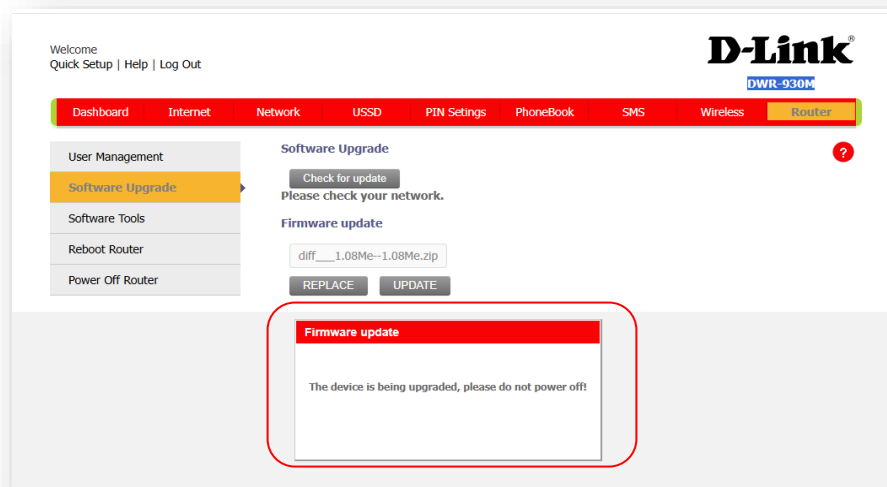 Welcome
Quick Setup | Help | Log Out
D-Link®
DWR-930M
Dashboard Internet Network USSD PIN Setings PhoneBook SMS Wireless Router
User Management
Software Upgrade
Software Tools
Reboot Router
Power Off Router
Software Upgrade
?
Check for update
Please check your network.
Firmware update
diff___1.08Me--1.08Me.zip
REPLACE UPDATE
Firmware update
The device is being upgraded, please do not power off!